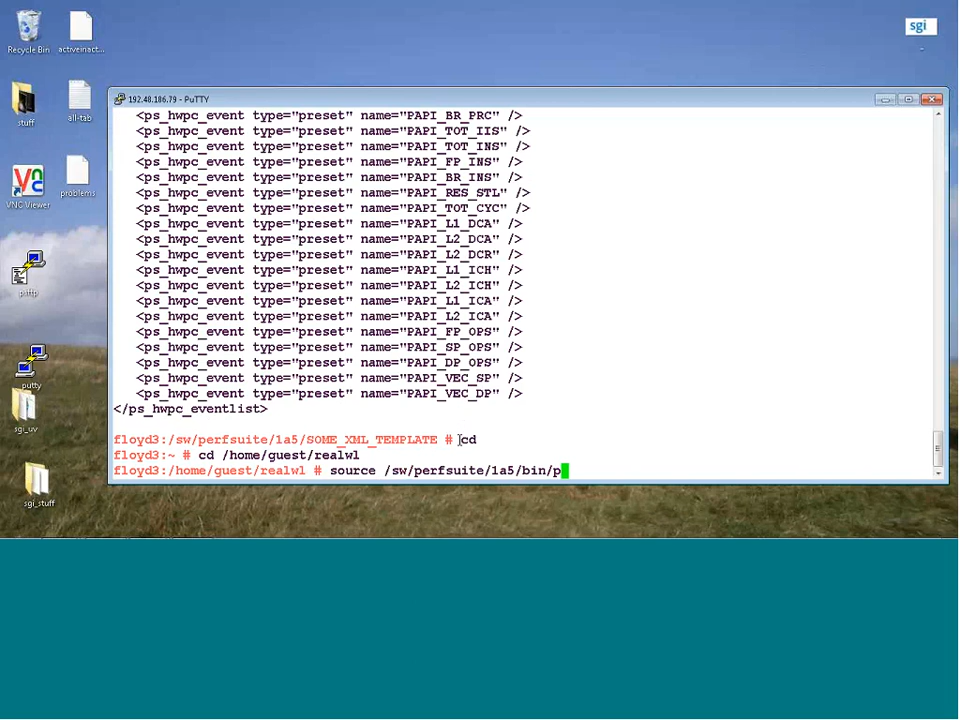 Recycle Bin
activeinact...
stuff
all-tab
VNC Viewer
problems
psftp
putty
sgi_uv
sgi_stuff
sgi
192.48.186.79 - PuTTY
<ps_hwpc_event type="preset" name="PAPI_BR_PRC" />
<ps_hwpc_event type="preset" name="PAPI_TOT_IIS" />
<ps_hwpc_event type="preset" name="PAPI_TOT_INS" />
<ps_hwpc_event type="preset" name="PAPI_FP_INS" />
<ps_hwpc_event type="preset" name="PAPI_BR_INS" />
<ps_hwpc_event type="preset" name="PAPI_RES_STL" />
<ps_hwpc_event type="preset" name="PAPI_TOT_CYC" />
<ps_hwpc_event type="preset" name="PAPI_L1_DCA" />
<ps_hwpc_event type="preset" name="PAPI_L2_DCA" />
<ps_hwpc_event type="preset" name="PAPI_L2_DCR" />
<ps_hwpc_event type="preset" name="PAPI_L1_ICH" />
<ps_hwpc_event type="preset" name="PAPI_L2_ICH" />
<ps_hwpc_event type="preset" name="PAPI_L1_ICA" />
<ps_hwpc_event type="preset" name="PAPI_L2_ICA" />
<ps_hwpc_event type="preset" name="PAPI_FP_OPS" />
<ps_hwpc_event type="preset" name="PAPI_SP_OPS" />
<ps_hwpc_event type="preset" name="PAPI_DP_OPS" />
<ps_hwpc_event type="preset" name="PAPI_VEC_SP" />
<ps_hwpc_event type="preset" name="PAPI_VEC_DP" />
</ps_hwpc_eventlist>
floyd3:/sw/perfsuite/1a5/SOME_XML_TEMPLATE # cd
floyd3:~ # cd /home/guest/realwl
floyd3:/home/guest/realwl # source /sw/perfsuite/1a5/bin/p